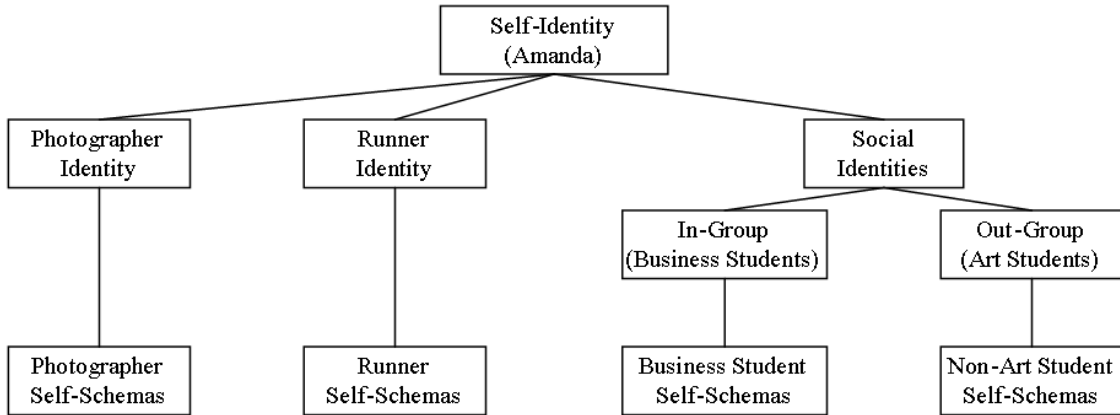 Self-Identity
(Amanda)
Photographer
Identity
Runner
Identity
Social
Identities
In-Group
(Business Students)
Out-Group
(Art Students)
Photographer
Self-Schemas
Runner
Self-Schemas
Business Student
Self-Schemas
Non-Art Student
Self-Schemas